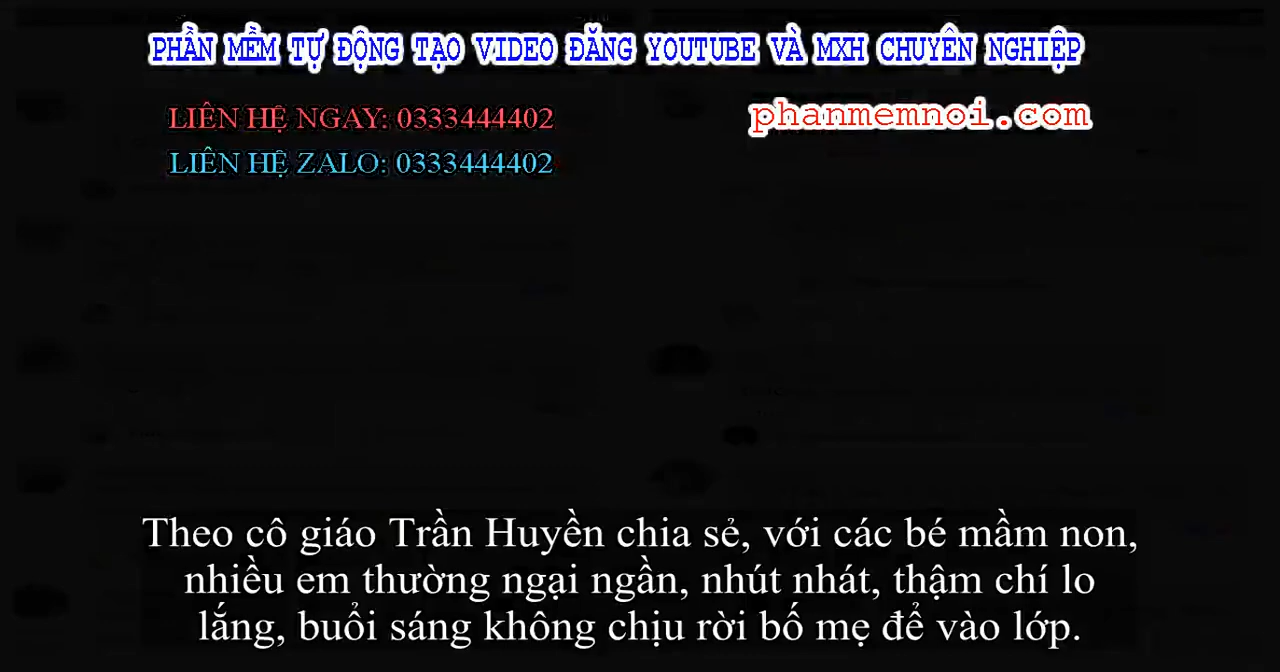 PHẦN MỀM TỰ ĐỘNG TẠO VIDEO ĐĂNG YOUTUBE VÀ MXH CHUYÊN NGHIỆP
LIÊN HỆ NGAY: 0333444402
phanmemnoi.com
LIÊN HỆ ZALO: 0333444402
Theo cô giáo Trần Huyền chia sẻ, với các bé mầm non,
nhiều em thường ngại ngần, nhút nhát, thậm chí lo
lắng, buổi sáng không chịu rời bố mẹ để vào lớp.